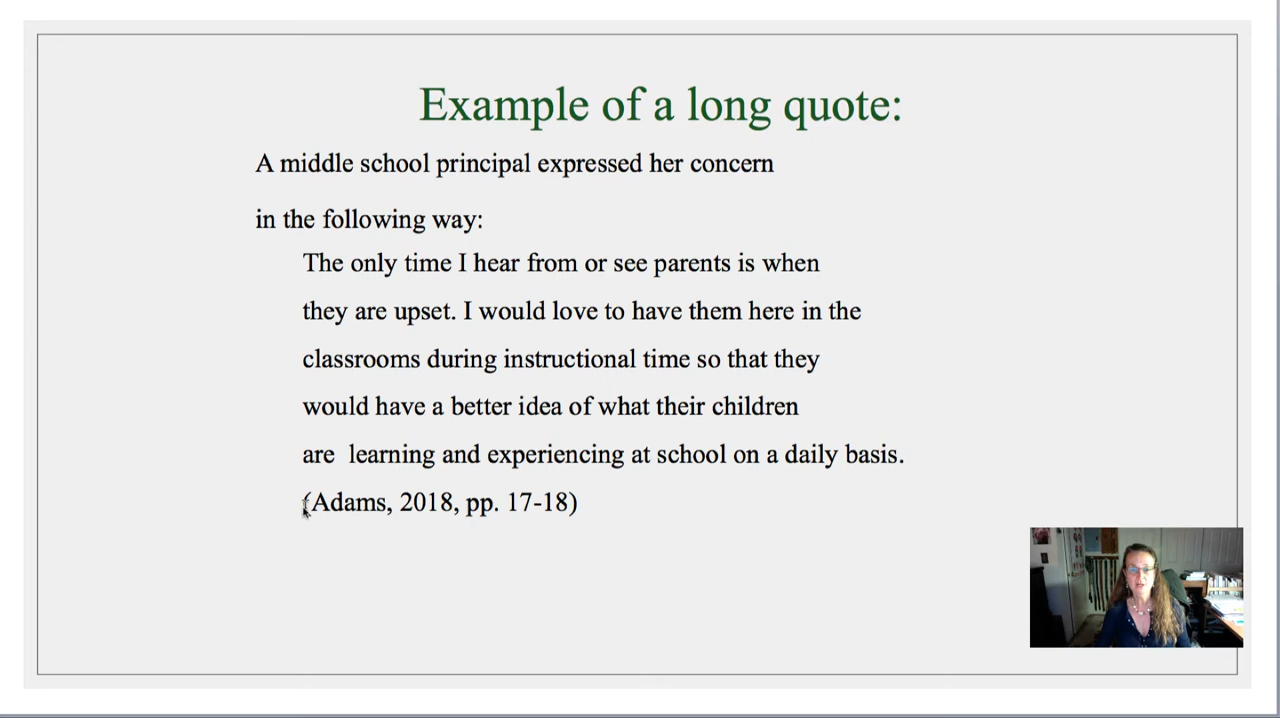 Example of a long quote:
A middle school principal expressed her concern
in the following way:
The only time I hear from or see parents is when
they are upset. I would love to have them here in the
classrooms during instructional time so that they
would have a better idea of what their children
are  learning and experiencing at school on a daily basis.
(Adams, 2018, pp. 17-18)